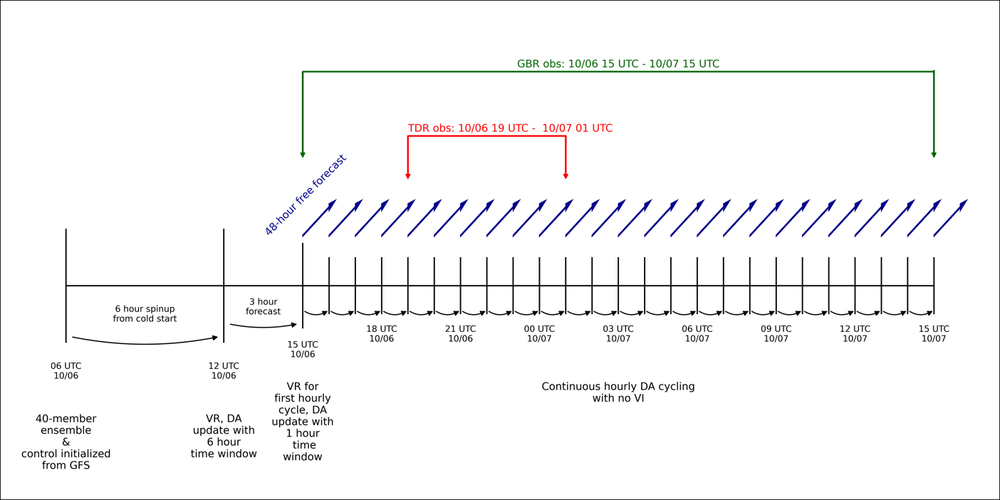 GBR obs: 10/06 15 UTC - 10/07 15 UTC
TDR obs: 10/06 19 UTC -  10/07 01 UTC
48-hour free forecast
6 hour spinup
from cold start
3 hour
forecast
06 UTC
10/06
12 UTC
10/06
15 UTC
10/06
18 UTC
10/06
21 UTC
10/06
00 UTC
10/07
03 UTC
10/07
06 UTC
10/07
09 UTC
10/07
12 UTC
10/07
15 UTC
10/07
40-member
ensemble
&
control initialized
from GFS
VR, DA
update with
6 hour
time window
VR for
first hourly
cycle, DA
update with
1 hour
time
window
Continuous hourly DA cycling
with no VI